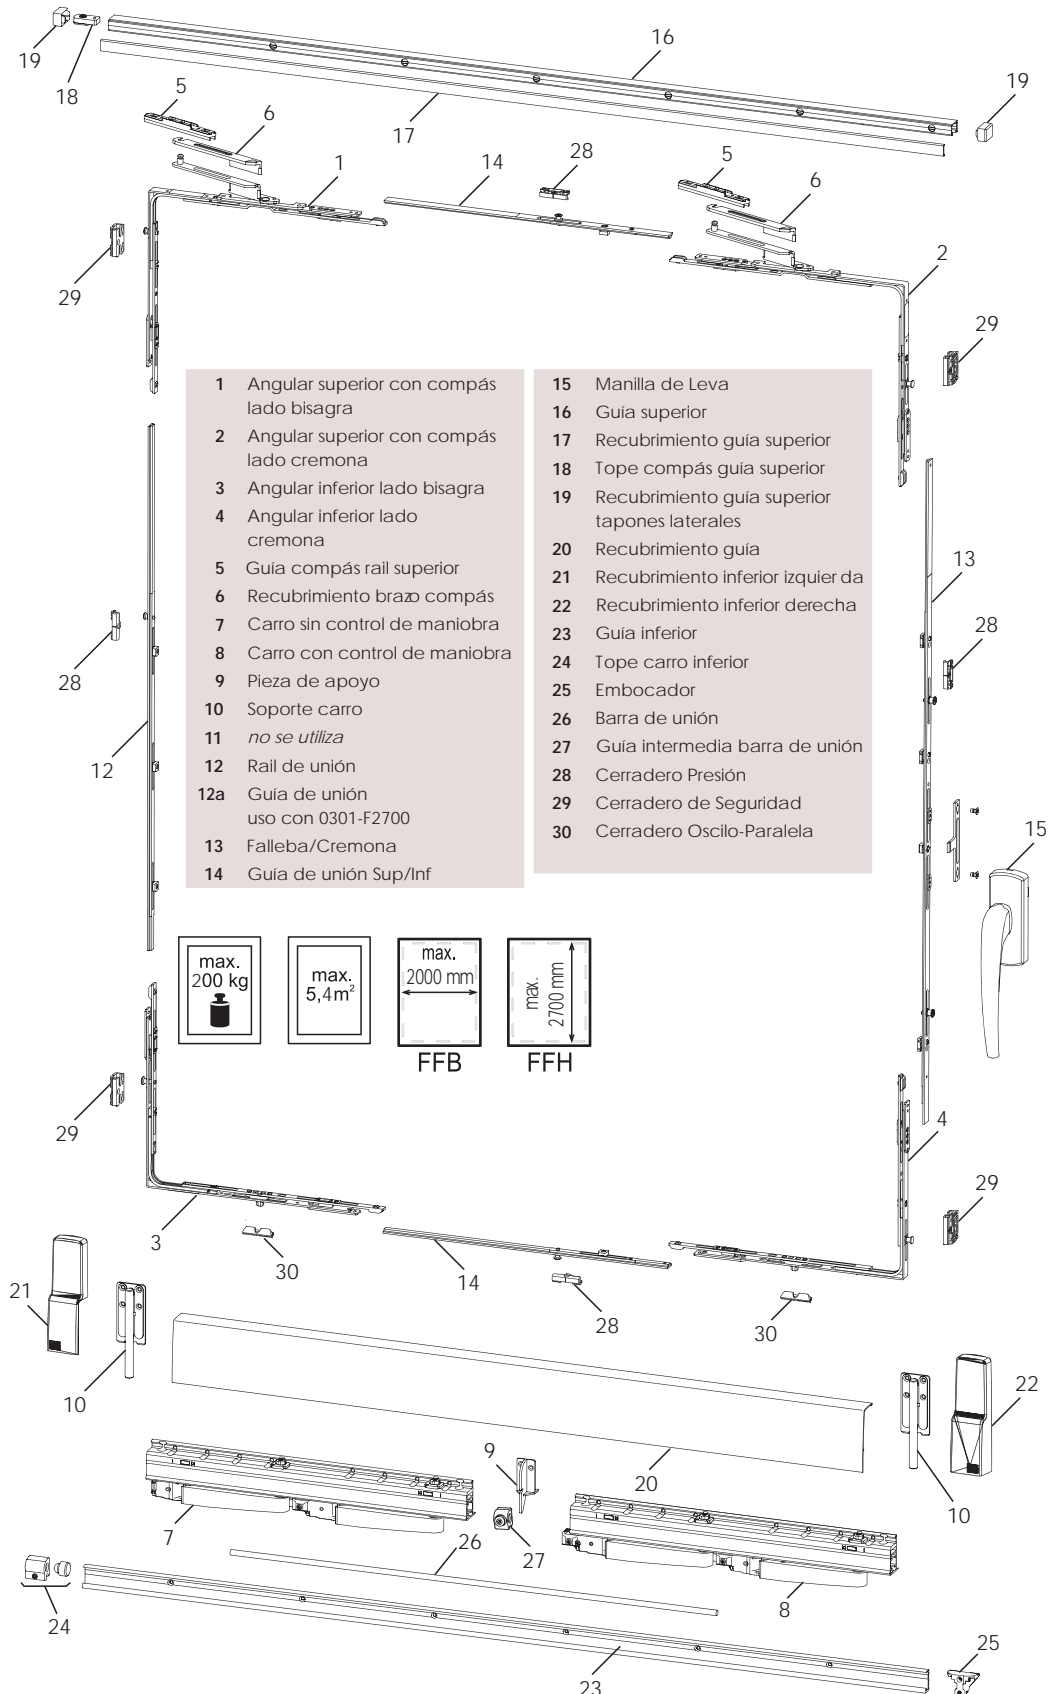 16
19
18
17
19
5
6
1
14
28
5
6
2
29
29
1 Angular superior con compás
lado bisagra
2 Angular superior con compás
lado cremona
3 Angular inferior lado bisagra
4 Angular inferior lado
cremona
5 Guía compás rail superior
6 Recubrimiento brazo compás
7 Carro sin control de maniobra
8 Carro con control de maniobra
9 Pieza de apoyo
10 Soporte carro
11 no se utiliza
12 Rail de unión
12a Guía de unión
uso con 0301-F2700
13 Falleba/Cremona
14 Guía de unión Sup/Inf
15 Manilla de Leva
16 Guía superior
17 Recubrimiento guía superior
18 Tope compás guía superior
19 Recubrimiento guía superior
tapones laterales
20 Recubrimiento guía
21 Recubrimiento inferior izquier da
22 Recubrimiento inferior derecha
23 Guía inferior
24 Tope carro inferior
25 Embocador
26 Barra de unión
27 Guía intermedia barra de unión
28 Cerradero Presión
29 Cerradero de Seguridad
30 Cerradero Oscilo-Paralela
13
28
28
12
15
max.
200 kg
max.
5,4m²
max.
2000 mm
FFB
max.
2700 mm
FFH
29
4
29
3
30
14
28
30
21
10
22
10
20
9
7
26
27
8
24
23
25